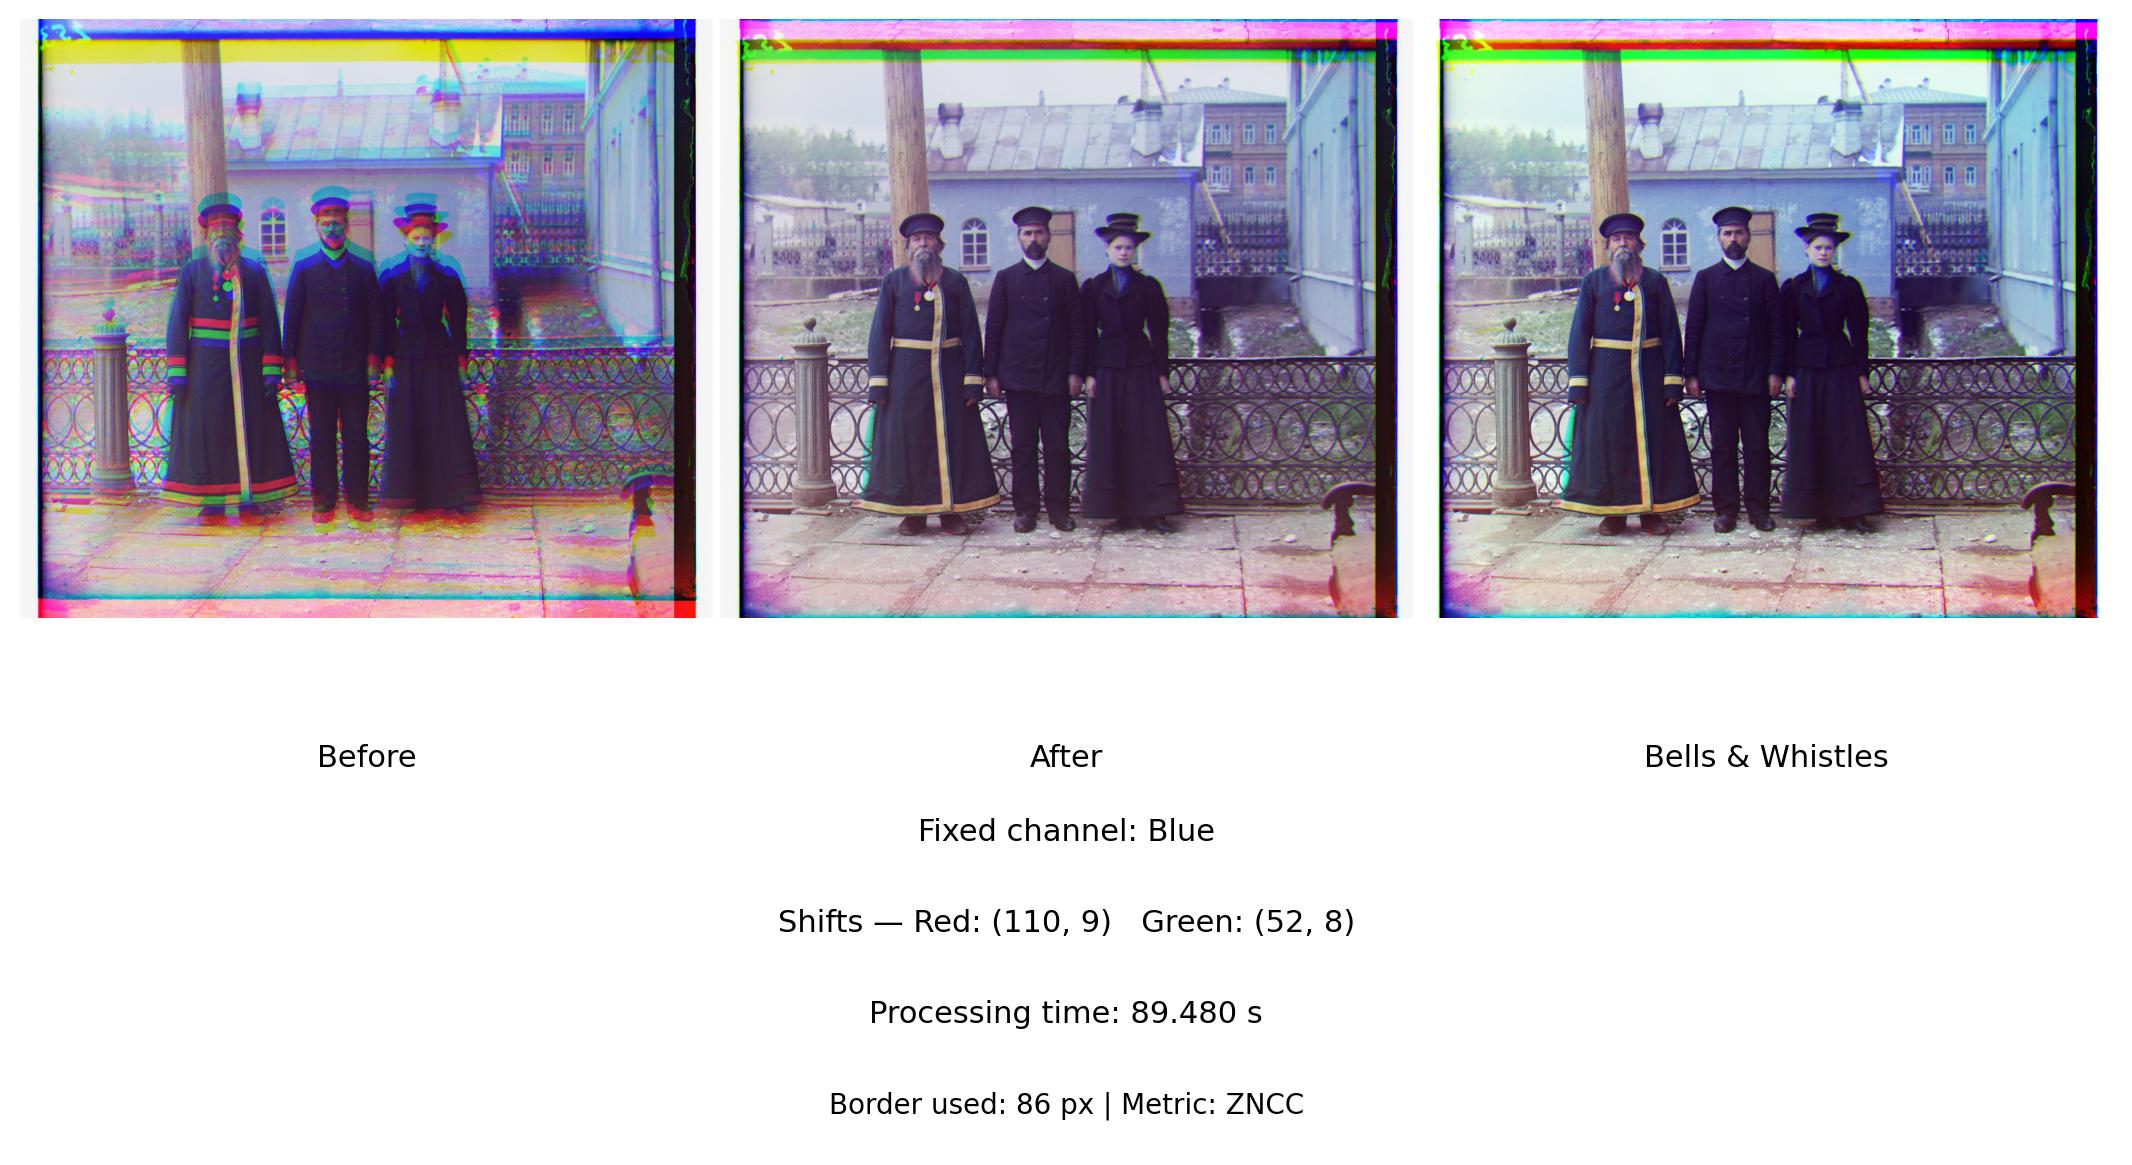 Before
After
Bells & Whistles
Fixed channel: Blue
Shifts — Red: (110, 9)   Green: (52, 8)
Processing time: 89.480 s
Border used: 86 px | Metric: ZNCC